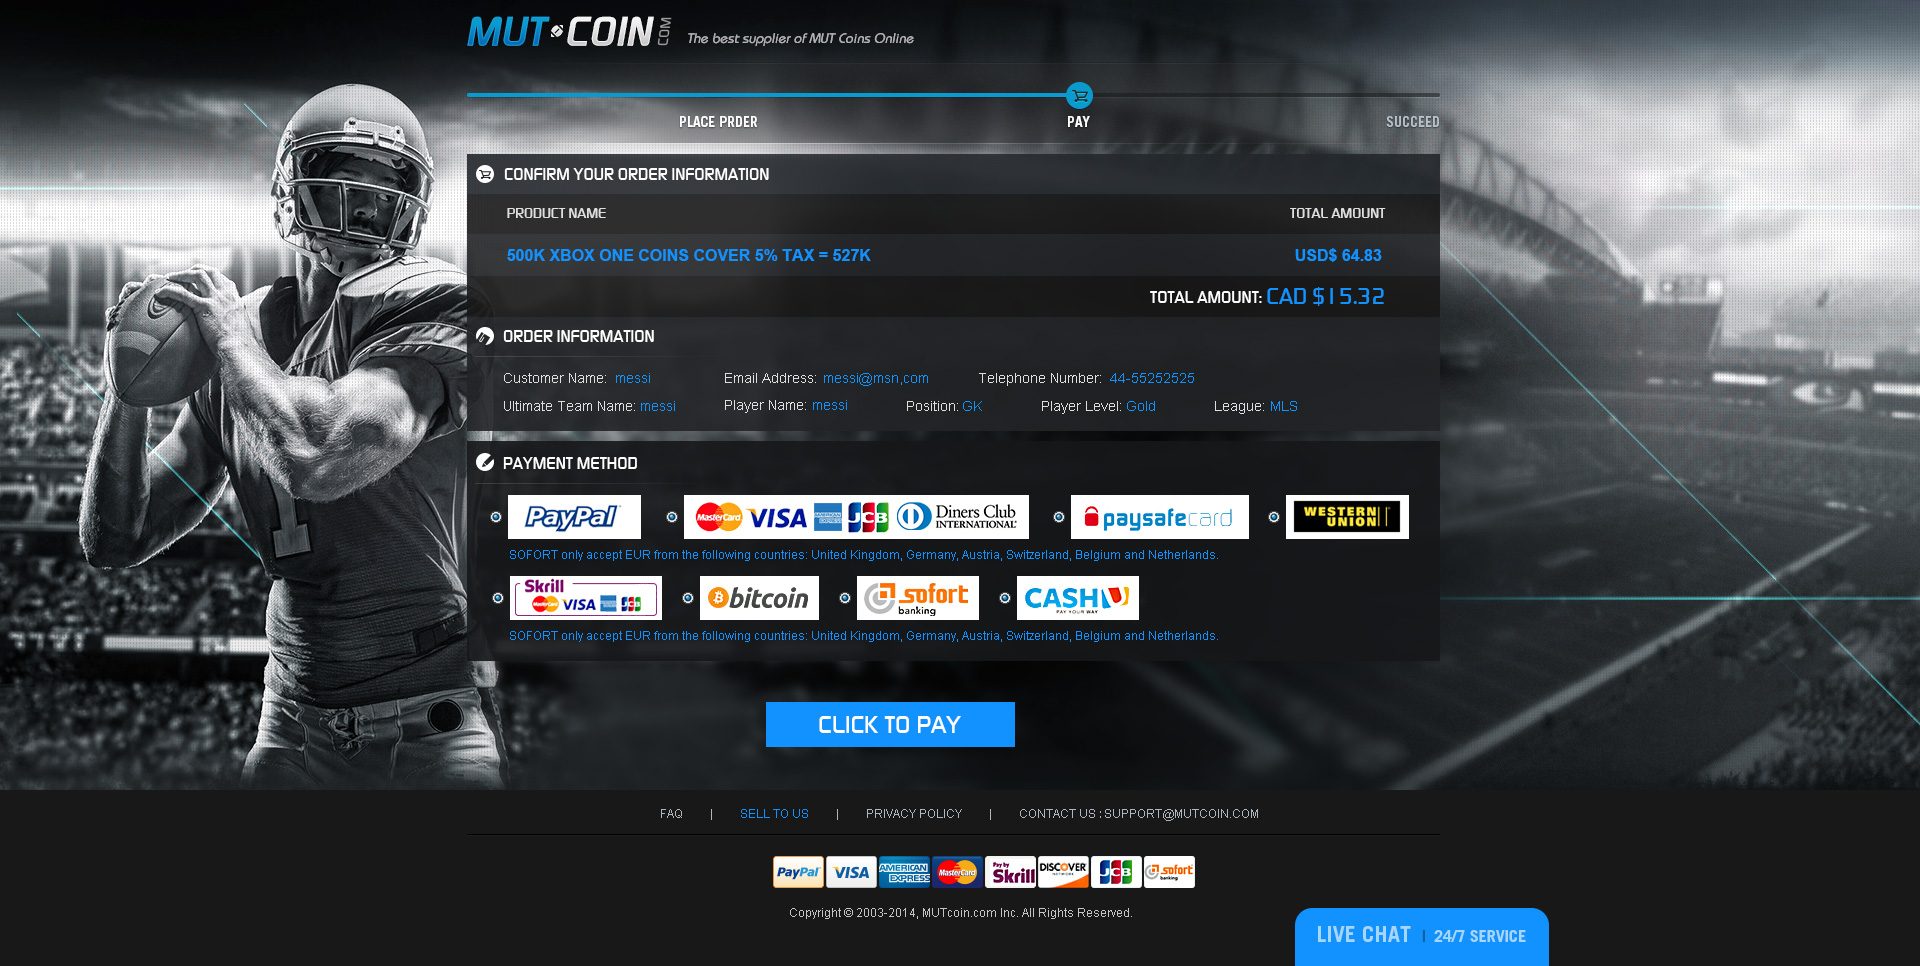 MUT COIN .COM The best supplier of MUT Coins Online
PLACE PRDER PAY SUCCEED
CONFIRM YOUR ORDER INFORMATION
PRODUCT NAME TOTAL AMOUNT
500K XBOX ONE COINS COVER 5% TAX = 527K USD$ 64.83
TOTAL AMOUNT: CAD $15.32
ORDER INFORMATION
Customer Name: messi Email Address: messi@msn,com Telephone Number: 44-55252525
Ultimate Team Name: messi Player Name: messi Position: GK Player Level: Gold League: MLS
PAYMENT METHOD
PayPal MasterCard VISA AMERICAN EXPRESS JCB Diners Club INTERNATIONAL paysafecard WESTERN UNION
SOFORT only accept EUR from the following countries: United Kingdom, Germany, Austria, Switzerland, Belgium and Netherlands.
Skrill MasterCard VISA JCB bitcoin sofort banking CASHU PAY YOUR WAY
SOFORT only accept EUR from the following countries: United Kingdom, Germany, Austria, Switzerland, Belgium and Netherlands.
CLICK TO PAY
FAQ | SELL TO US | PRIVACY POLICY | CONTACT US : SUPPORT@MUTCOIN.COM
PayPal VISA AMERICAN EXPRESS MasterCard Pay by Skrill DISCOVER NETWORK JCB sofort banking
Copyright © 2003-2014, MUTcoin.com Inc. All Rights Reserved.
LIVE CHAT | 24/7 SERVICE